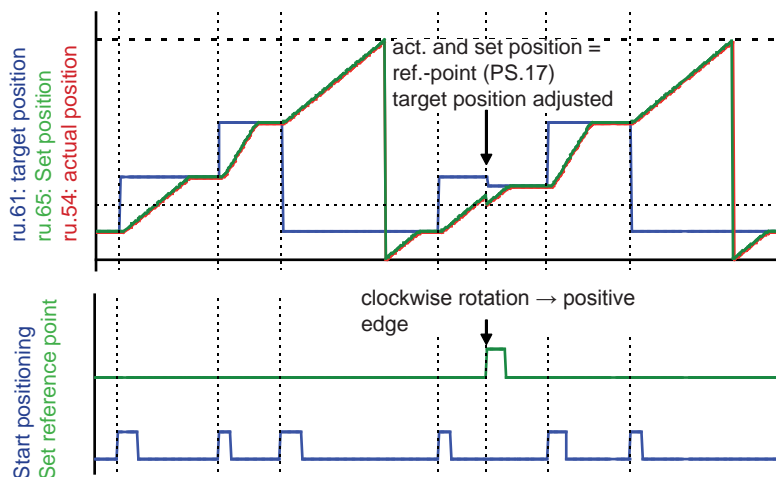 ru.61: target position
ru.65: Set position
ru.54: actual position
act. and set position =
ref.-point (PS.17)
target position adjusted
Start positioning
Set reference point
clockwise rotation → positive
edge